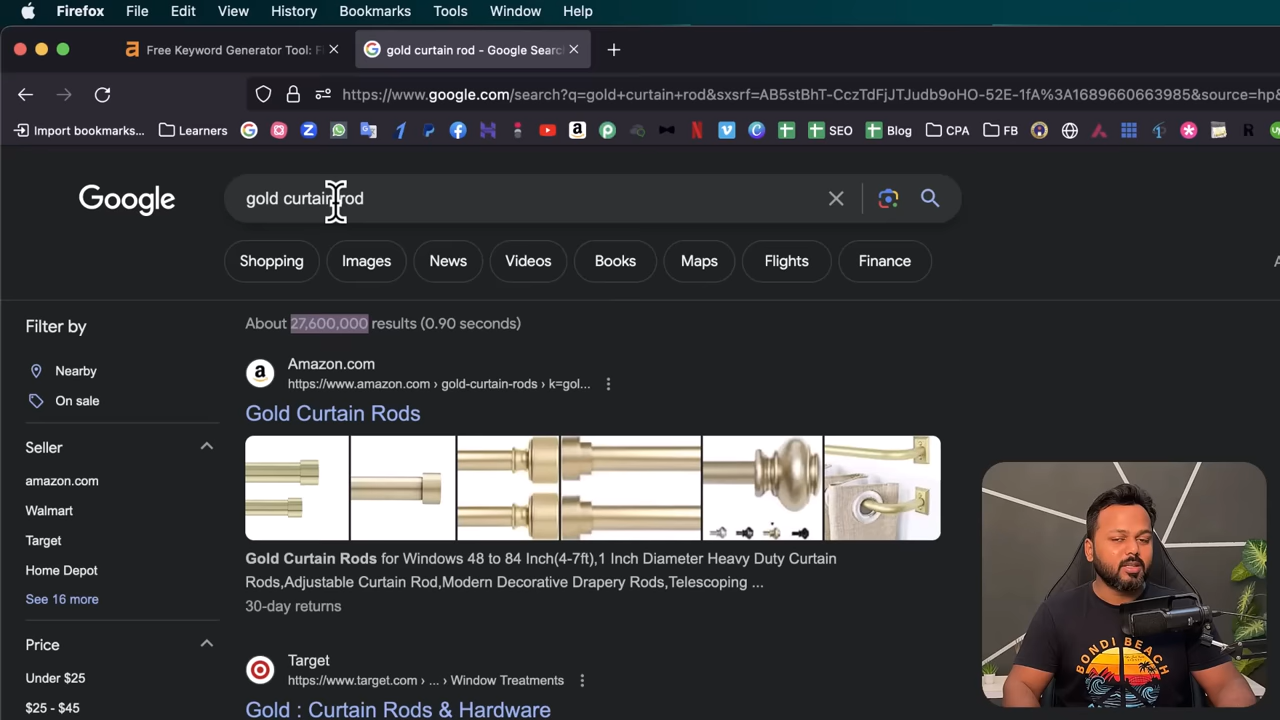 Firefox File Edit View History Bookmarks Tools Window Help
Free Keyword Generator Tool: F
gold curtain rod - Google Searc
https://www.google.com/search?q=gold+curtain+rod&sxsrf=AB5stBhT-CczTdFjJTJudb9oHO-52E-1fA%3A1689660663985&source=hp&
Import bookmarks... Learners SEO Blog CPA FB
Google
gold curtain rod
Shopping Images News Videos Books Maps Flights Finance
About 27,600,000 results (0.90 seconds)
Filter by
Nearby
On sale
Seller
amazon.com
Walmart
Target
Home Depot
See 16 more
Price
Under $25
$25 - $45
Amazon.com
https://www.amazon.com › gold-curtain-rods › k=gol...
Gold Curtain Rods
Gold Curtain Rods for Windows 48 to 84 Inch(4-7ft),1 Inch Diameter Heavy Duty Curtain
Rods,Adjustable Curtain Rod,Modern Decorative Drapery Rods,Telescoping ...
30-day returns
Target
https://www.target.com › ... › Window Treatments
Gold : Curtain Rods & Hardware
BONDI BEACH